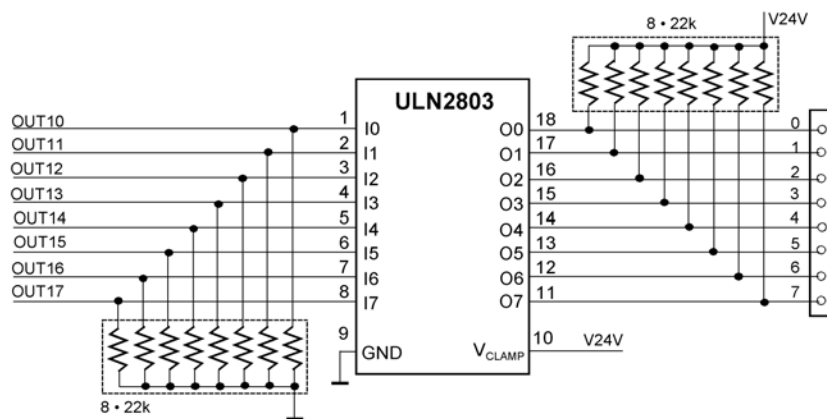 8 • 22k V24V
ULN2803
OUT10 1 I0 O0 18 0
OUT11 2 I1 O1 17 1
OUT12 3 I2 O2 16 2
OUT13 4 I3 O3 15 3
OUT14 5 I4 O4 14 4
OUT15 6 I5 O5 13 5
OUT16 7 I6 O6 12 6
OUT17 8 I7 O7 11 7
9 GND VCLAMP 10 V24V
8 • 22k